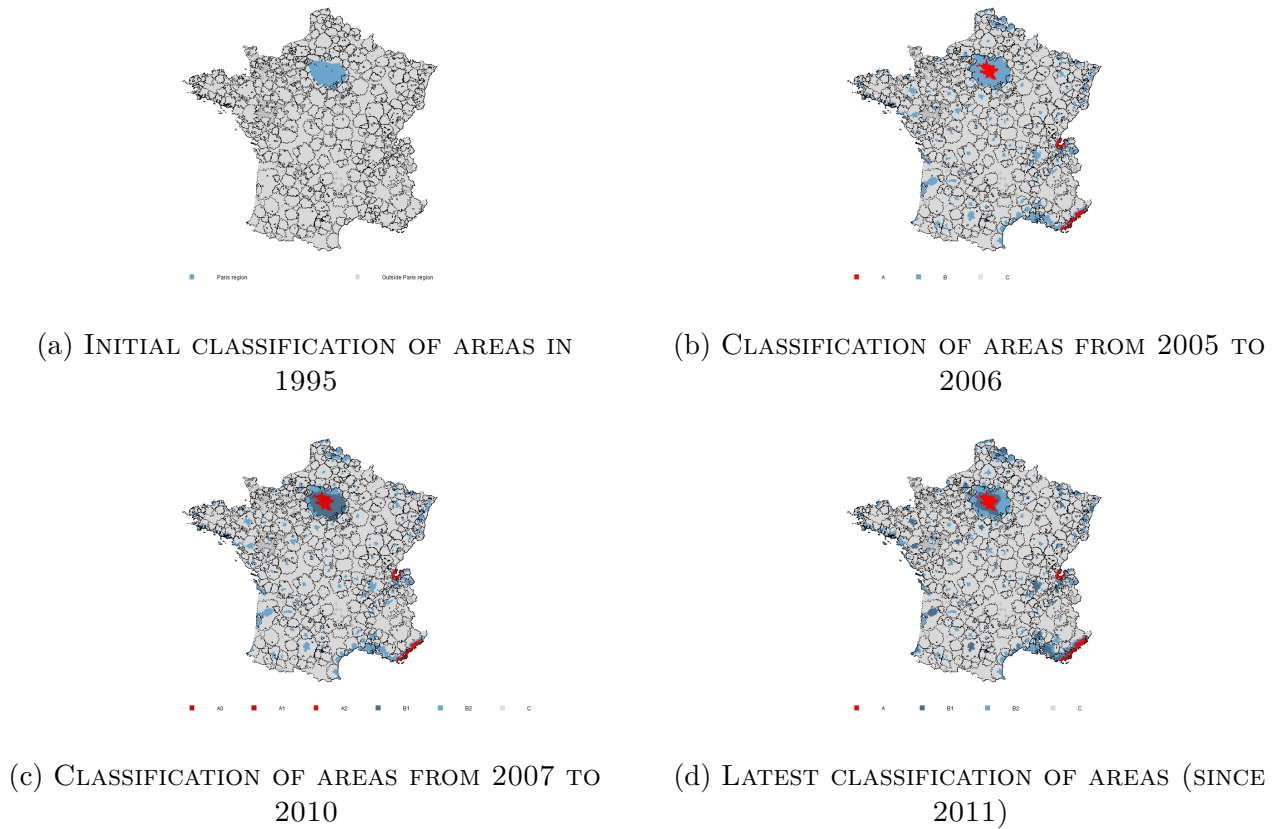 Paris region Outside Paris region
A B C
(a) Initial classification of areas in
1995
(b) Classification of areas from 2005 to
2006
A0 A1 A2 B1 B2 C
A B1 B2 C
(c) Classification of areas from 2007 to
2010
(d) Latest classification of areas (since
2011)